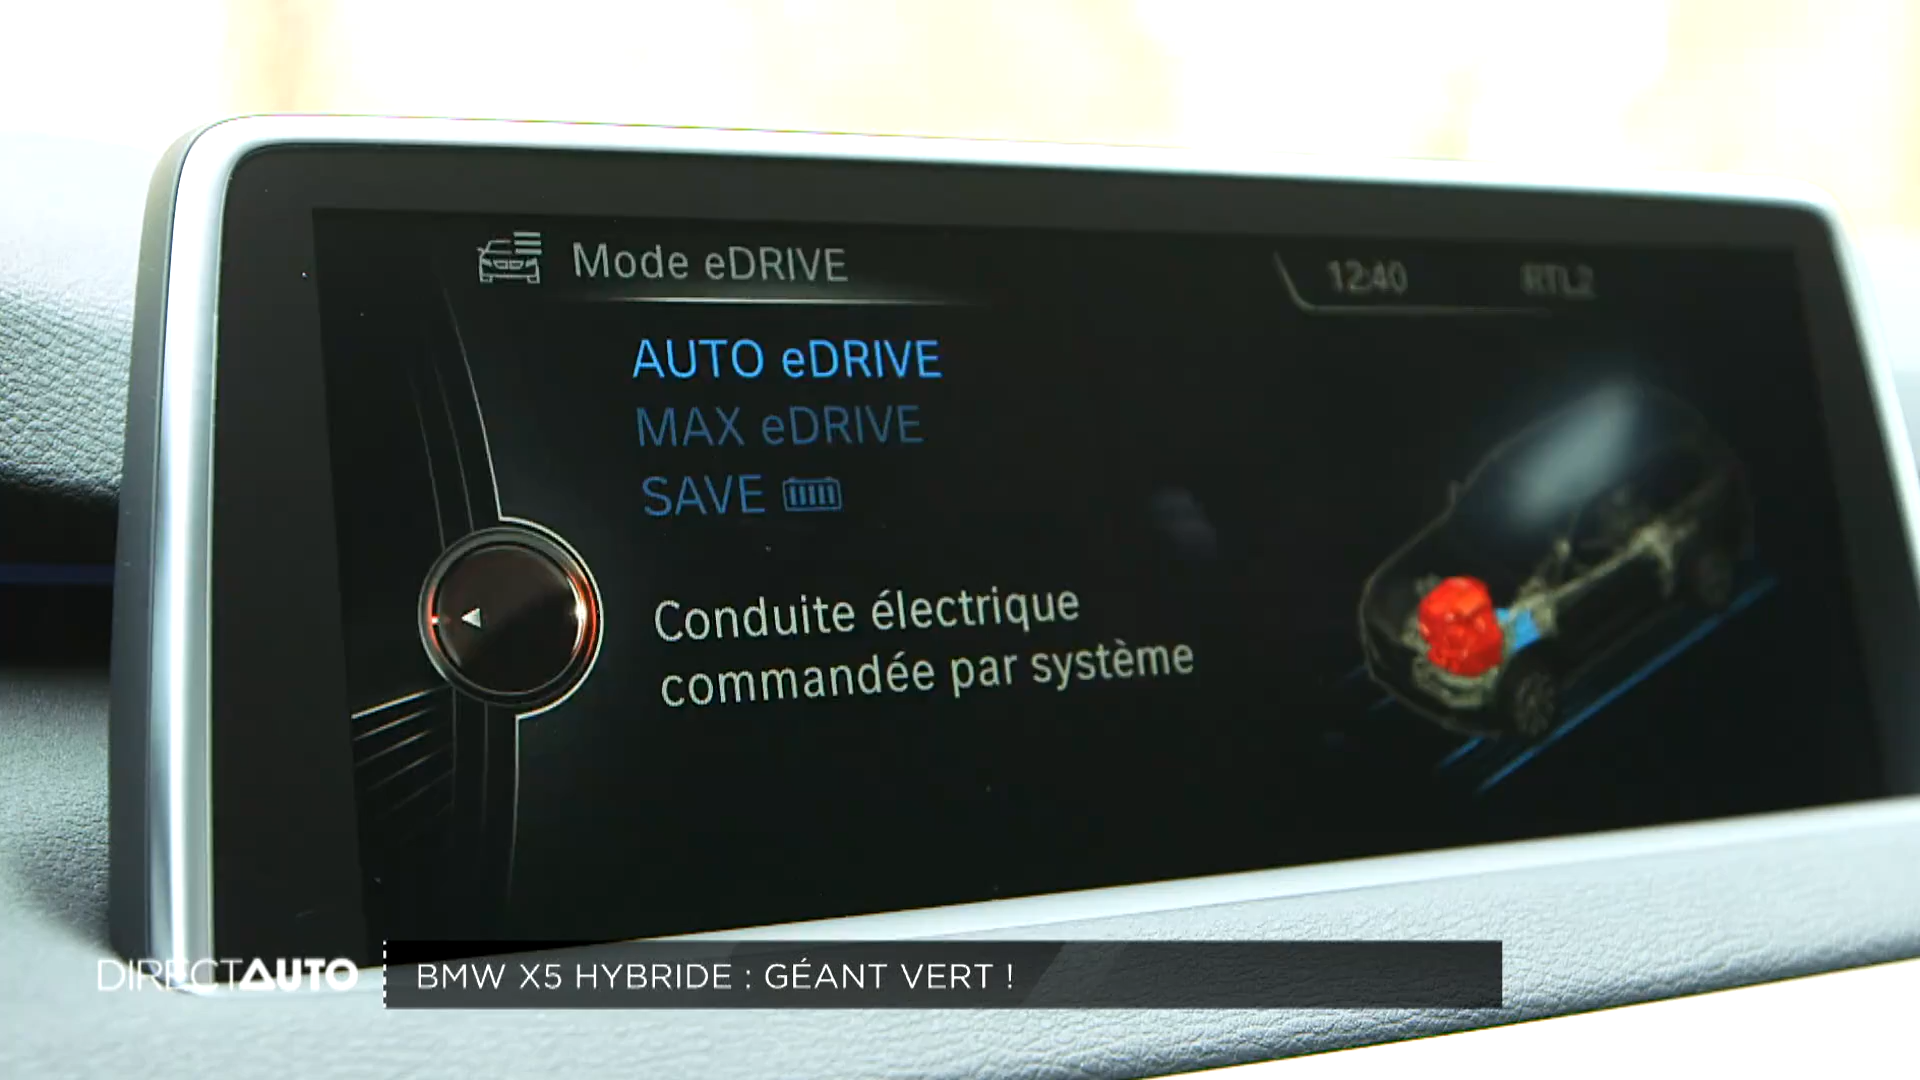 Mode eDRIVE
12:40
RTL2
AUTO eDRIVE
MAX eDRIVE
SAVE
Conduite électrique
commandée par système
DIRECTAUTO
BMW X5 HYBRIDE : GÉANT VERT !